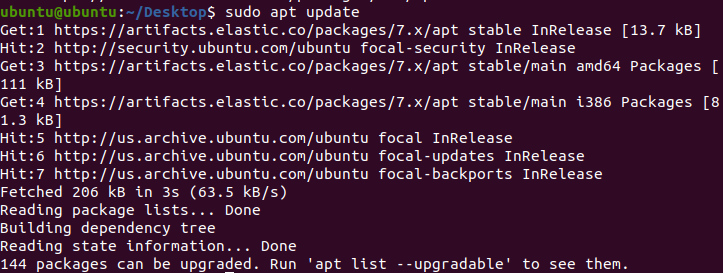 ubuntu@ubuntu:~/Desktop$ sudo apt update
Get:1 https://artifacts.elastic.co/packages/7.x/apt stable InRelease [13.7 kB]
Hit:2 http://security.ubuntu.com/ubuntu focal-security InRelease
Get:3 https://artifacts.elastic.co/packages/7.x/apt stable/main amd64 Packages [
111 kB]
Get:4 https://artifacts.elastic.co/packages/7.x/apt stable/main i386 Packages [8
1.3 kB]
Hit:5 http://us.archive.ubuntu.com/ubuntu focal InRelease
Hit:6 http://us.archive.ubuntu.com/ubuntu focal-updates InRelease
Hit:7 http://us.archive.ubuntu.com/ubuntu focal-backports InRelease
Fetched 206 kB in 3s (63.5 kB/s)
Reading package lists... Done
Building dependency tree
Reading state information... Done
144 packages can be upgraded. Run 'apt list --upgradable' to see them.